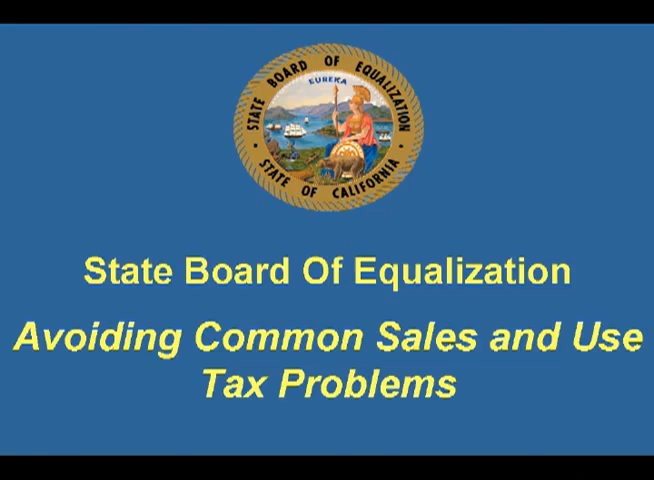 STATE BOARD OF EQUALIZATION
EUREKA
STATE OF CALIFORNIA
State Board Of Equalization
Avoiding Common Sales and Use
Tax Problems